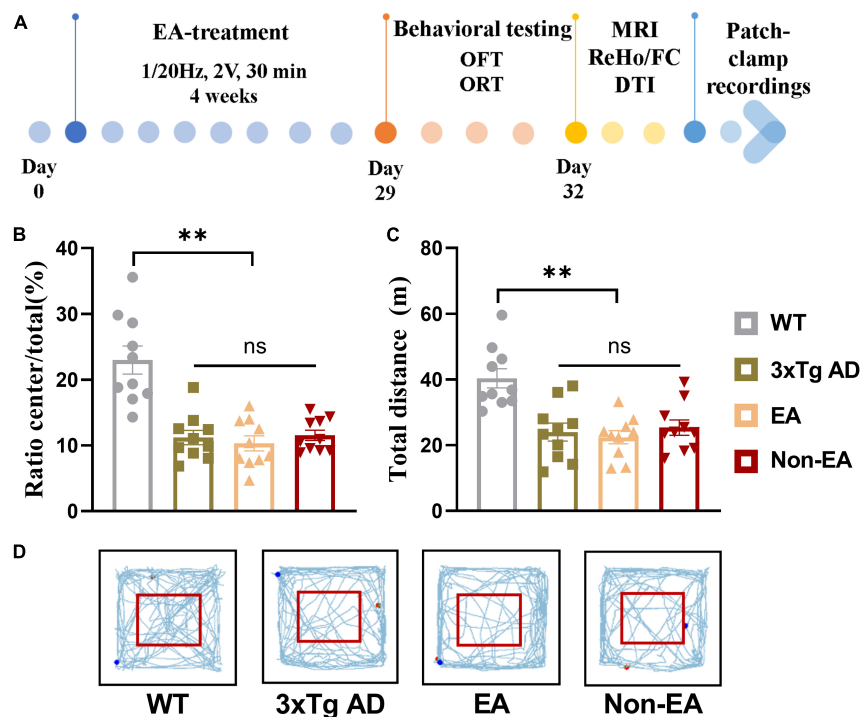 A
EA-treatment
1/20Hz, 2V, 30 min
4 weeks
Behavioral testing
OFT
ORT
MRI
ReHo/FC
DTI
Patch-
clamp
recordings
Day
0
Day
29
Day
32
B
Ratio center/total(%)
40
30
20
10
0
**
ns
C
Total distance (m)
80
60
40
20
0
**
ns
WT
3xTg AD
EA
Non-EA
D
WT
3xTg AD
EA
Non-EA